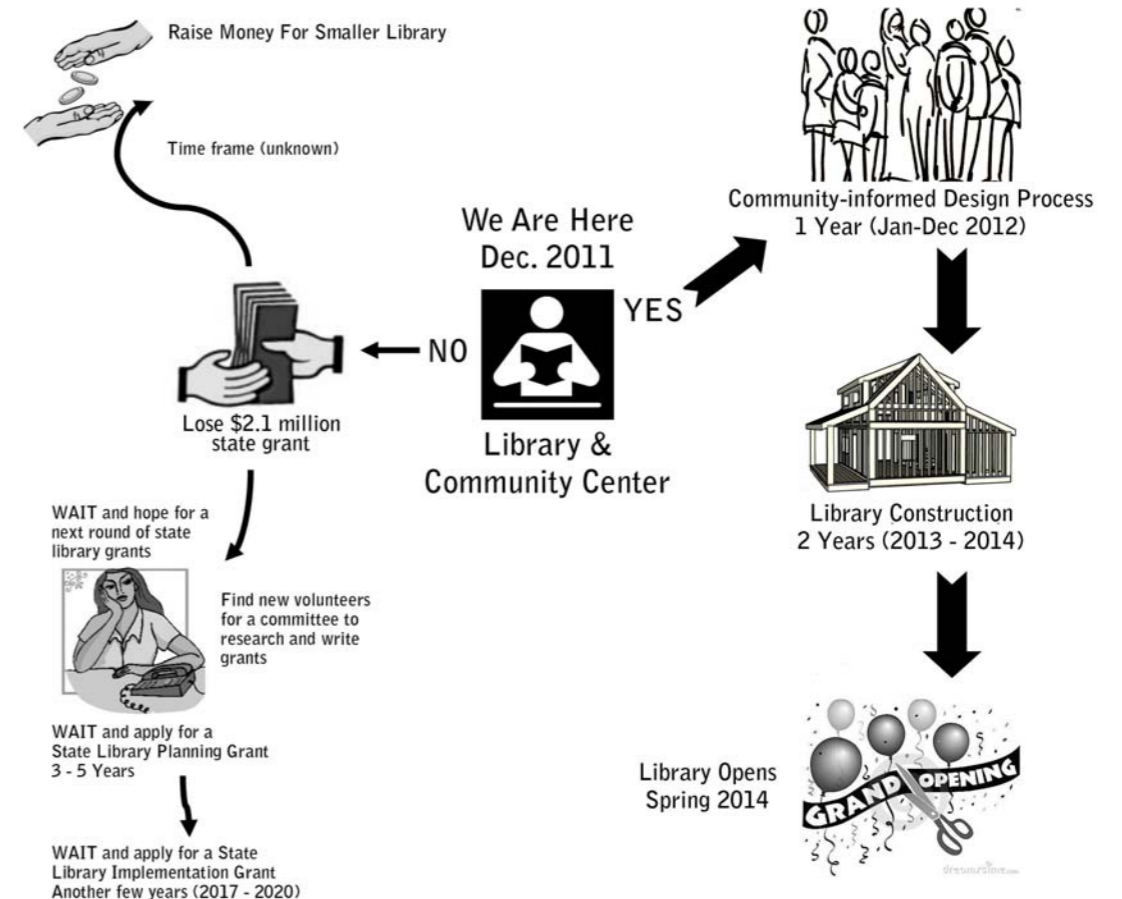 Raise Money For Smaller Library
Time frame (unknown)
We Are Here
Dec. 2011
YES
NO
Library &
Community Center
Lose $2.1 million
state grant
WAIT and hope for a
next round of state
library grants
Find new volunteers
for a committee to
research and write
grants
WAIT and apply for a
State Library Planning Grant
3 - 5 Years
WAIT and apply for a State
Library Implementation Grant
Another few years (2017 - 2020)
Community-informed Design Process
1 Year (Jan-Dec 2012)
Library Construction
2 Years (2013 - 2014)
Library Opens
Spring 2014
GRAND OPENING
dreamstime.com